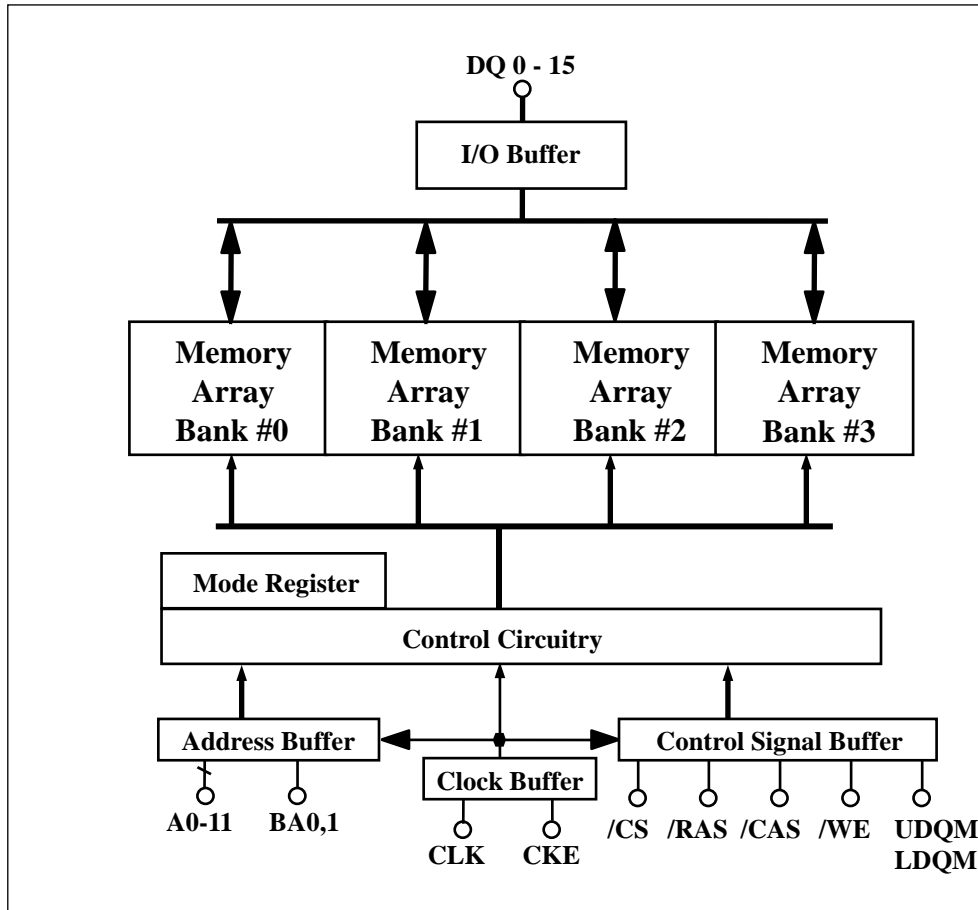 DQ 0 - 15
I/O Buffer
Memory
Array
Bank #0
Memory
Array
Bank #1
Memory
Array
Bank #2
Memory
Array
Bank #3
Mode Register
Control Circuitry
Address Buffer
Control Signal Buffer
Clock Buffer
A0-11
BA0,1
CLK
CKE
/CS
/RAS
/CAS
/WE
UDQM
LDQM